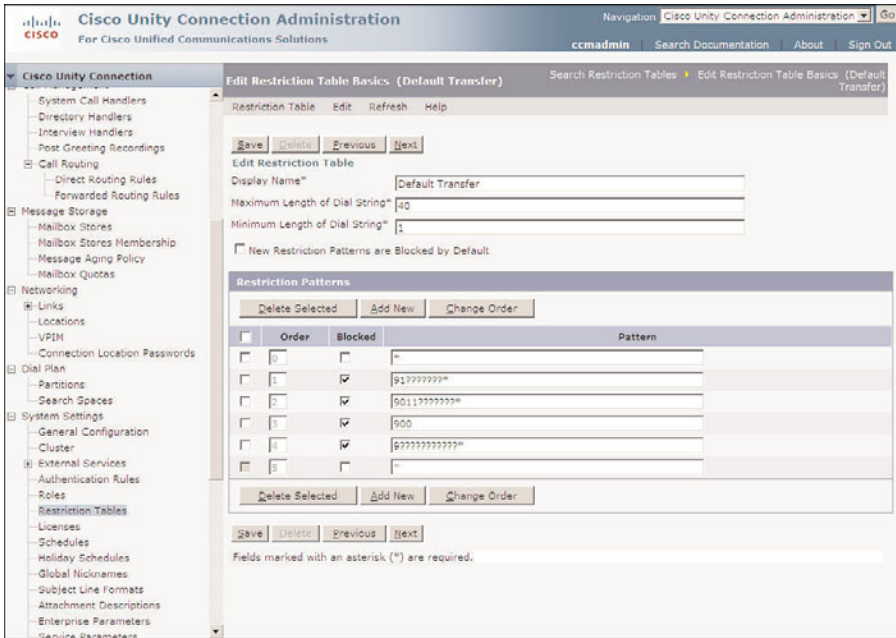 cisco
Cisco Unity Connection Administration
For Cisco Unified Communications Solutions
Navigation Cisco Unity Connection Administration Go
ccmadmin Search Documentation About Sign Out
Cisco Unity Connection
System Call Handlers
Directory Handlers
Interview Handlers
Post Greeting Recordings
Call Routing
Direct Routing Rules
Forwarded Routing Rules
Message Storage
Mailbox Stores
Mailbox Stores Membership
Message Aging Policy
Mailbox Quotas
Networking
Links
Locations
VPIM
Connection Location Passwords
Dial Plan
Partitions
Search Spaces
System Settings
General Configuration
Cluster
External Services
Authentication Rules
Roles
Restriction Tables
Licenses
Schedules
Holiday Schedules
Global Nicknames
Subject Line Formats
Attachment Descriptions
Enterprise Parameters
Service Parameters
Edit Restriction Table Basics (Default Transfer)
Search Restriction Tables Edit Restriction Table Basics (Default
Transfer)
Restriction Table Edit Refresh Help
Save Delete Previous Next
Edit Restriction Table
Display Name* Default Transfer
Maximum Length of Dial String* 40
Minimum Length of Dial String* 1
New Restriction Patterns are Blocked by Default
Restriction Patterns
Delete Selected Add New Change Order
Order Blocked Pattern
0 *
1 91???????*
2 9011???????*
3 900
4 9???????????*
5 *
Delete Selected Add New Change Order
Save Delete Previous Next
Fields marked with an asterisk (*) are required.